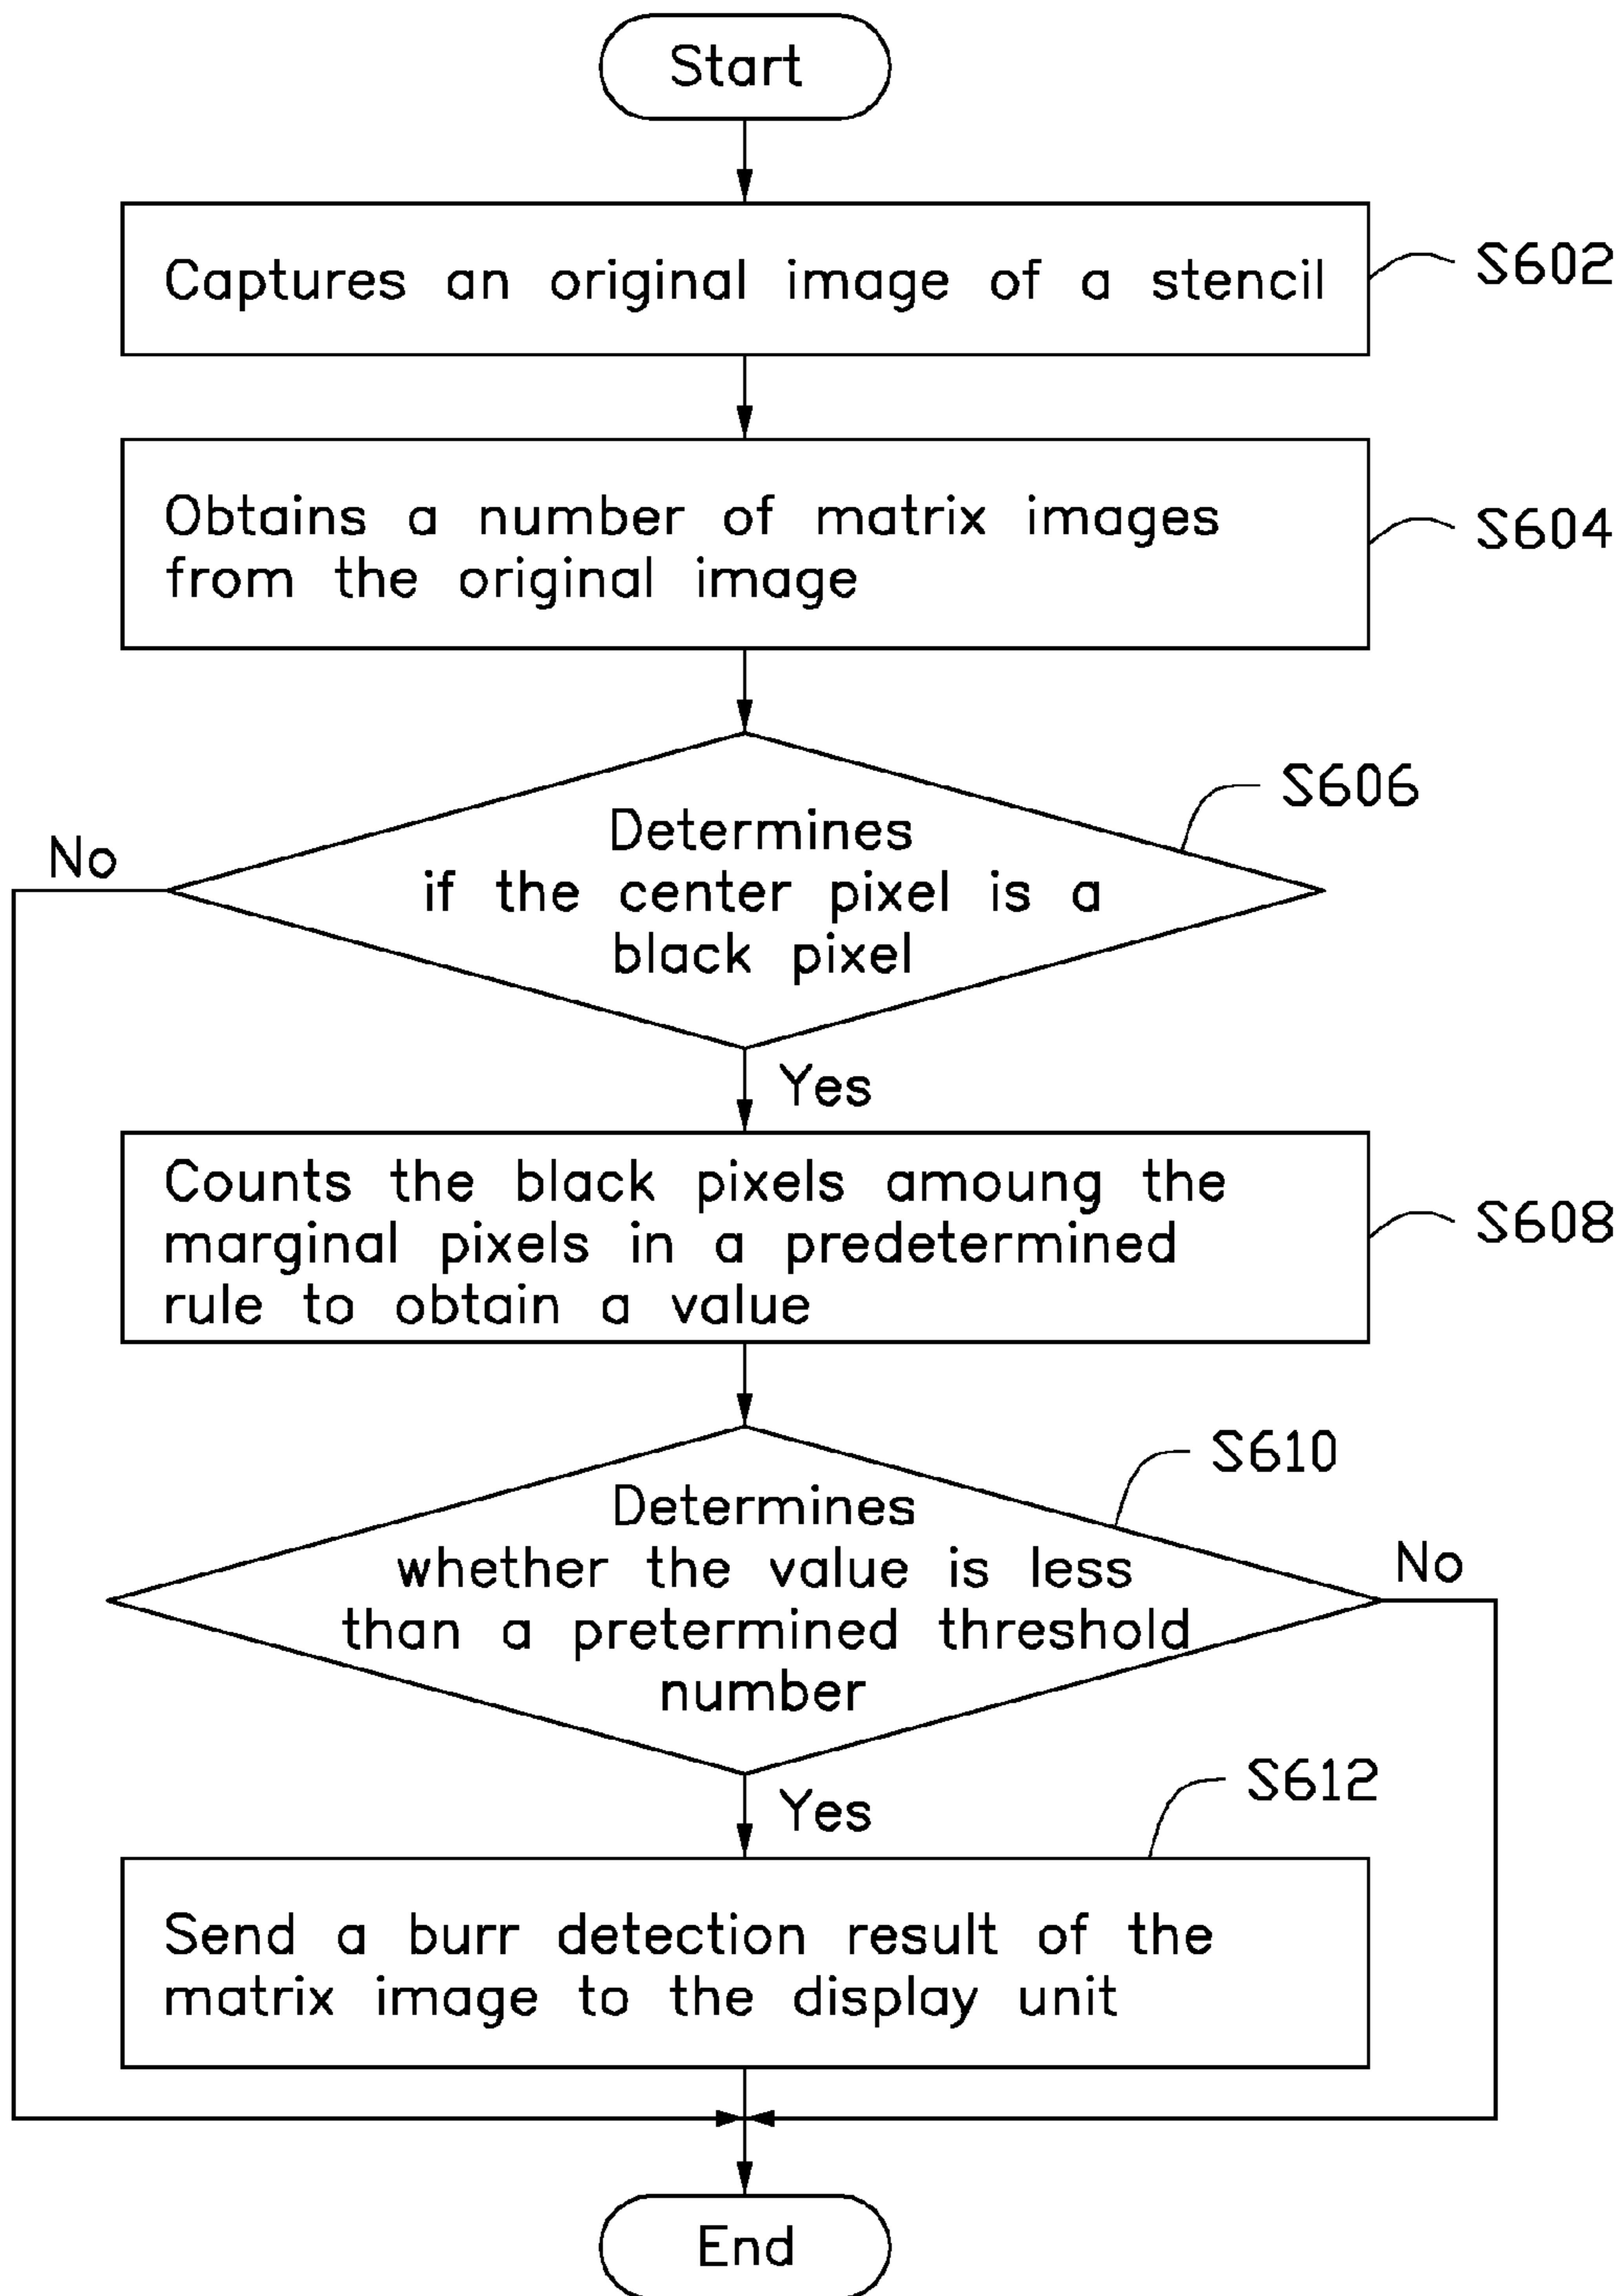 Start
Captures an original image of a stencil
S602
Obtains a number of matrix images
from the original image
S604
S606
Determines
if the center pixel is a
black pixel
No
Yes
Counts the black pixels amoung the
marginal pixels in a predetermined
rule to obtain a value
S608
S610
Determines
whether the value is less
than a pretermined threshold
number
No
Yes
S612
Send a burr detection result of the
matrix image to the display unit
End